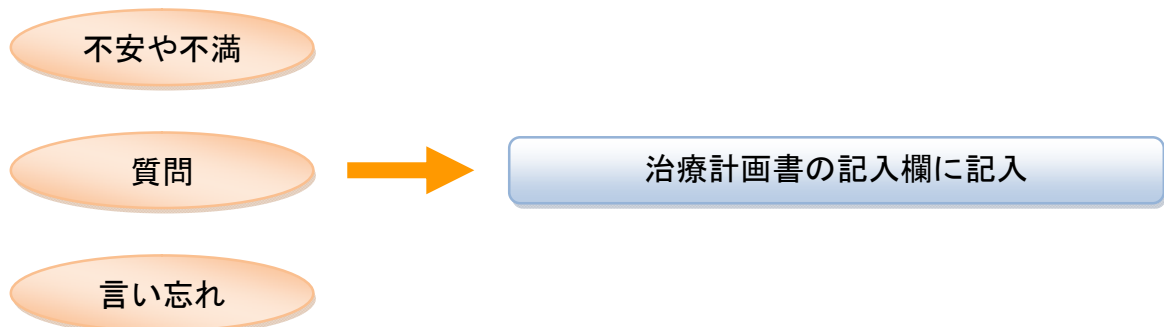 不安や不満
質問
治療計画書の記入欄に記入
言い忘れ